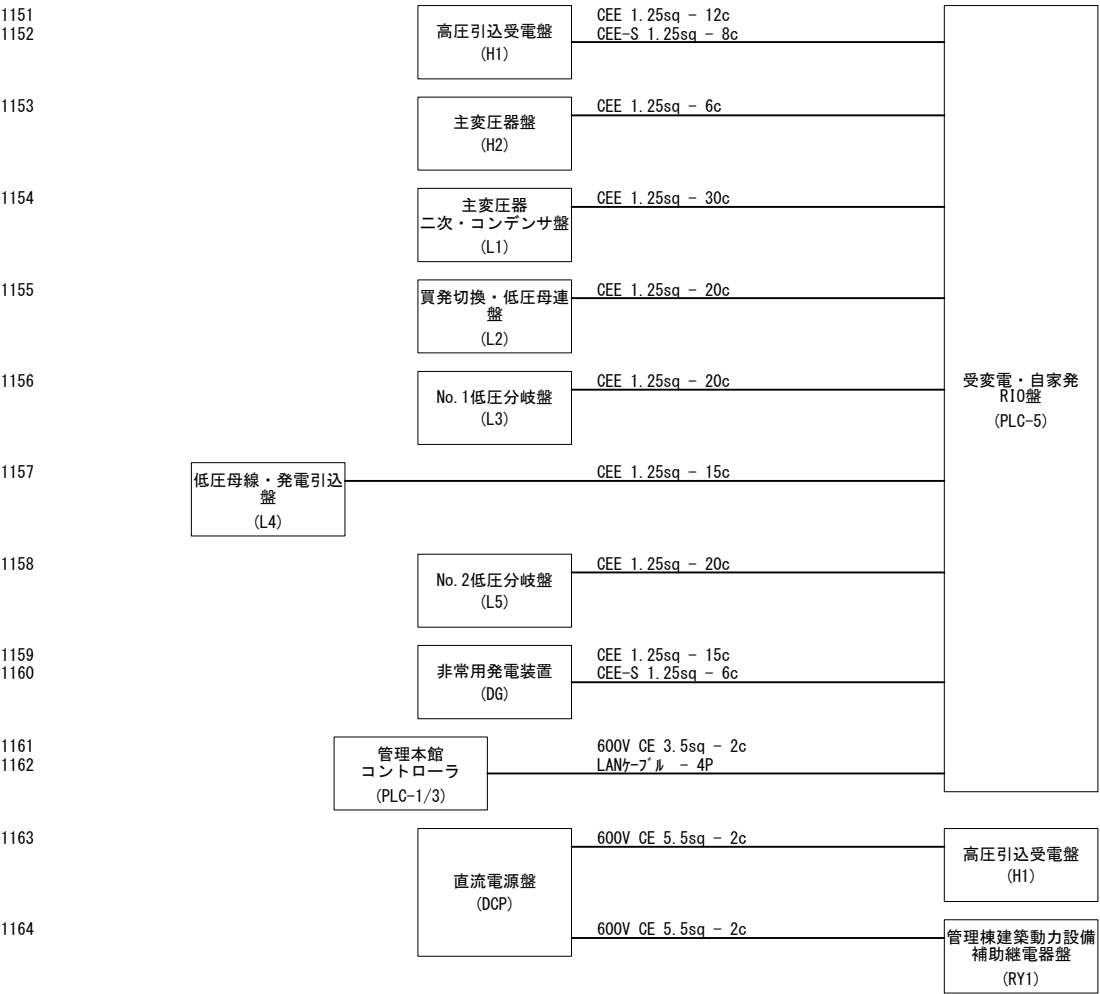 1151
CEE 1.25sq - 12c
1152
CEE-S 1.25sq - 8c
高圧引込受電盤
(H1)
1153
CEE 1.25sq - 6c
主変圧器盤
(H2)
1154
CEE 1.25sq - 30c
主変圧器
二次・コンデンサ盤
(L1)
1155
CEE 1.25sq - 20c
買発切換・低圧母連
盤
(L2)
1156
CEE 1.25sq - 20c
No.1低圧分岐盤
(L3)
受変電・自家発
RIO盤
(PLC-5)
1157
CEE 1.25sq - 15c
低圧母線・発電引込
盤
(L4)
1158
CEE 1.25sq - 20c
No.2低圧分岐盤
(L5)
1159
CEE 1.25sq - 15c
1160
CEE-S 1.25sq - 6c
非常用発電装置
(DG)
1161
600V CE 3.5sq - 2c
1162
LANｹｰﾌﾞﾙ - 4P
管理本館
コントローラ
(PLC-1/3)
1163
600V CE 5.5sq - 2c
高圧引込受電盤
(H1)
直流電源盤
(DCP)
1164
600V CE 5.5sq - 2c
管理棟建築動力設備
補助継電器盤
(RY1)